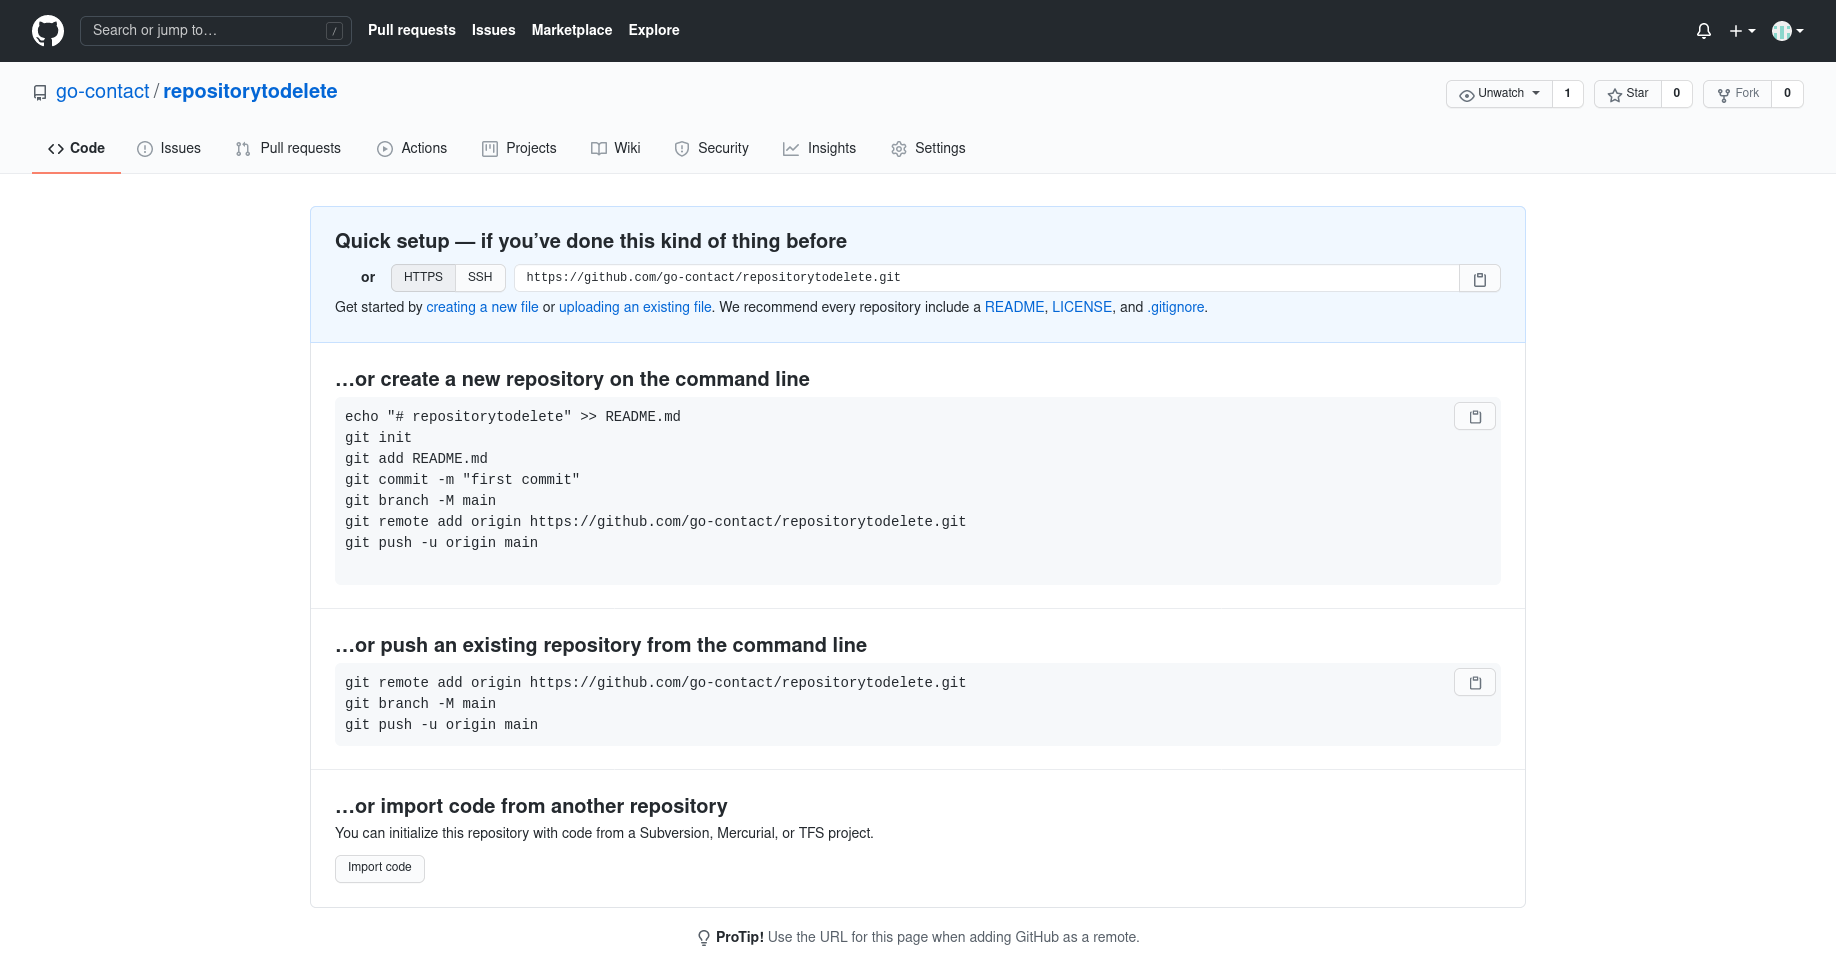 Search or jump to… /
Pull requests Issues Marketplace Explore
go-contact / repositorytodelete
Unwatch 1 Star 0 Fork 0
Code Issues Pull requests Actions Projects Wiki Security Insights Settings
Quick setup — if you’ve done this kind of thing before
or HTTPS SSH https://github.com/go-contact/repositorytodelete.git
Get started by creating a new file or uploading an existing file. We recommend every repository include a README, LICENSE, and .gitignore.
…or create a new repository on the command line
echo "# repositorytodelete" >> README.md
git init
git add README.md
git commit -m "first commit"
git branch -M main
git remote add origin https://github.com/go-contact/repositorytodelete.git
git push -u origin main
…or push an existing repository from the command line
git remote add origin https://github.com/go-contact/repositorytodelete.git
git branch -M main
git push -u origin main
…or import code from another repository
You can initialize this repository with code from a Subversion, Mercurial, or TFS project.
Import code
ProTip! Use the URL for this page when adding GitHub as a remote.